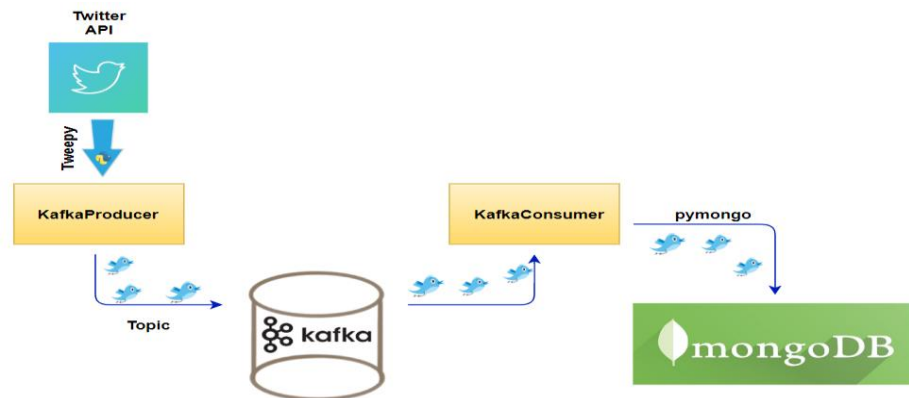 Twitter
API
Tweepy
KafkaProducer
KafkaConsumer
pymongo
Topic
kafka
mongoDB